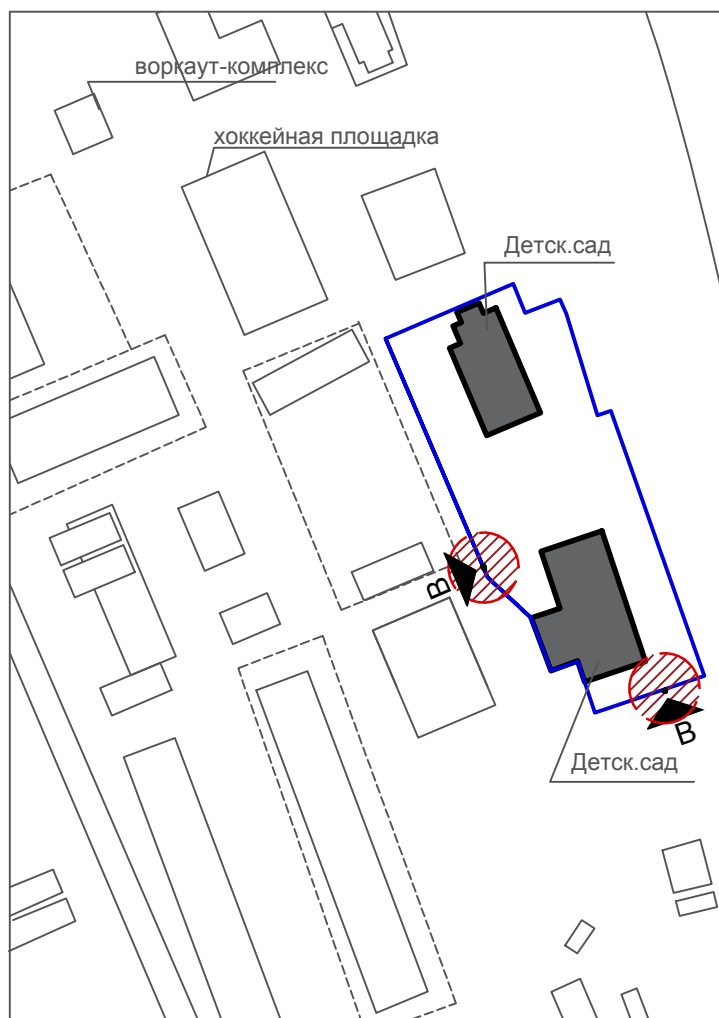 воркаут-комплекс
хоккейная площадка
Детск.сад
В
В
Детск.сад